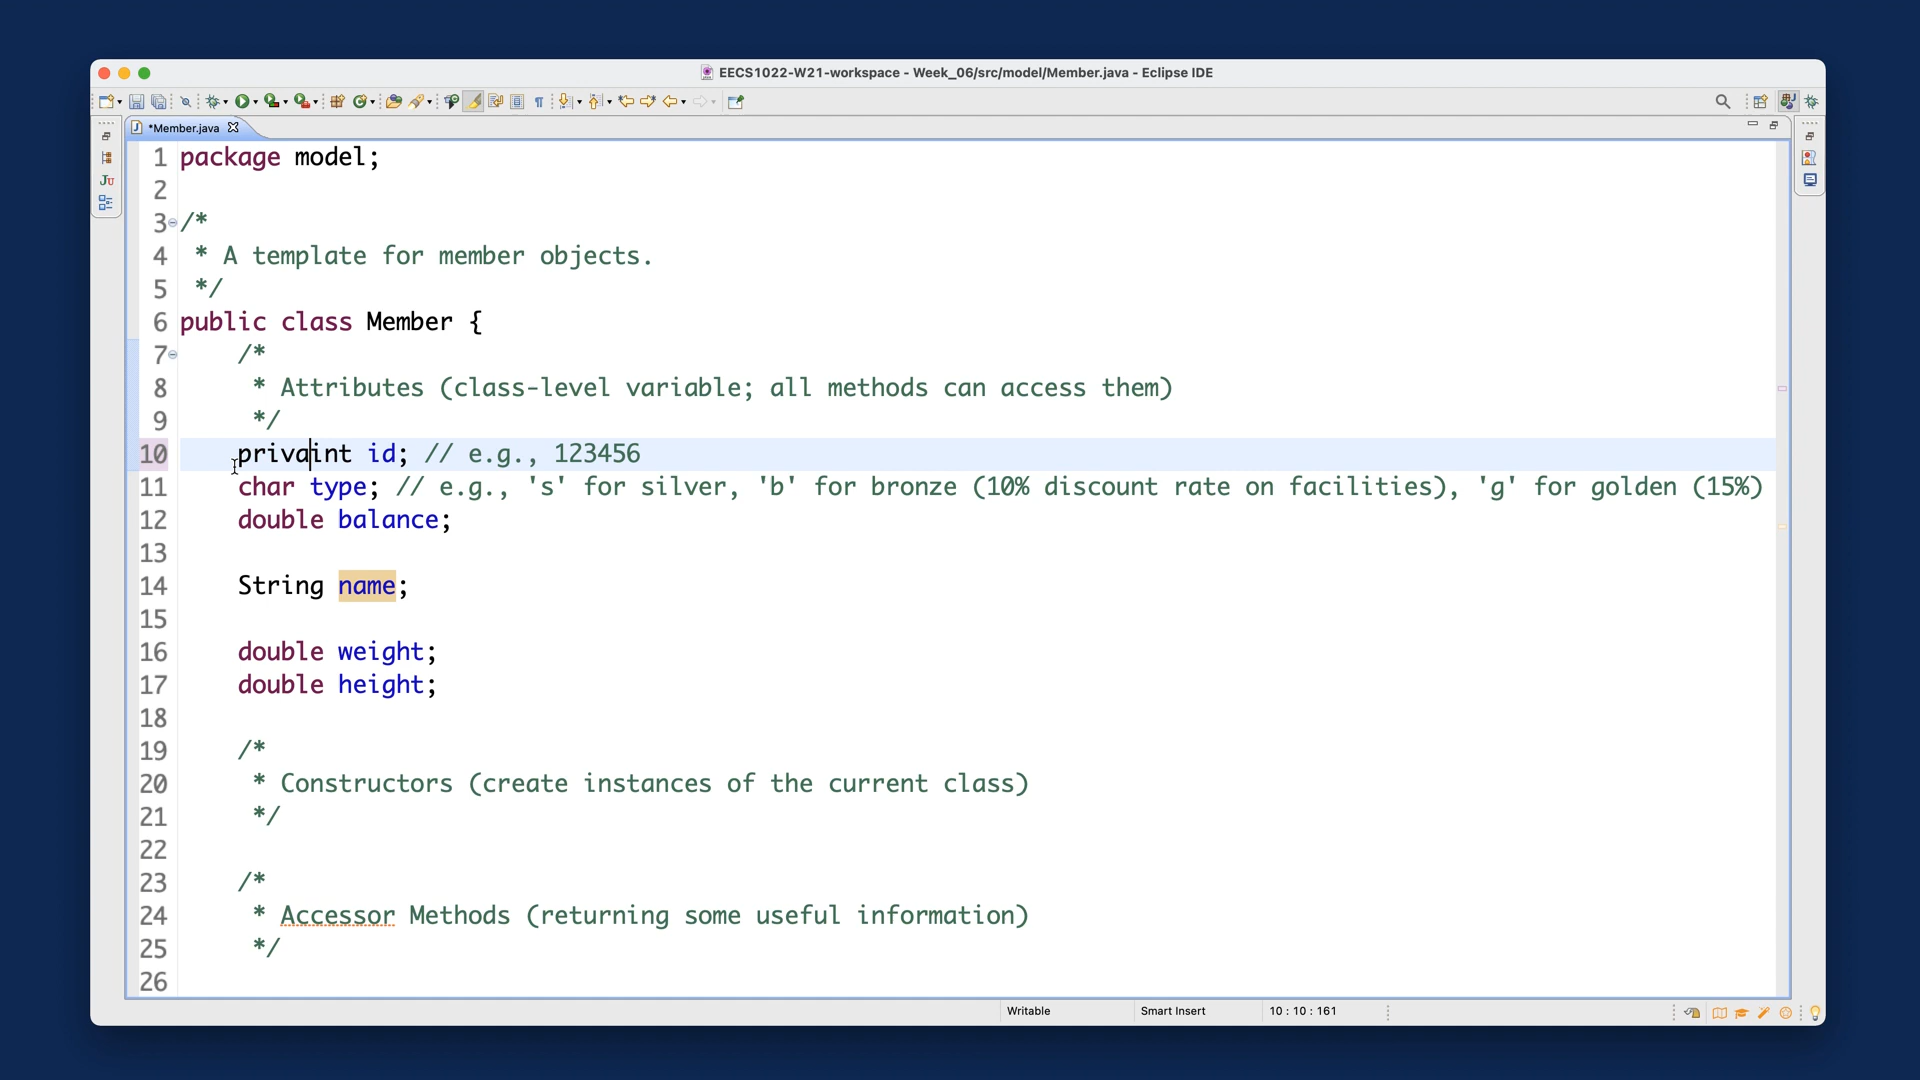 EECS1022-W21-workspace - Week_06/src/model/Member.java - Eclipse IDE
*Member.java
1 package model;
2
3 /*
4 * A template for member objects.
5 */
6 public class Member {
7 /*
8 * Attributes (class-level variable; all methods can access them)
9 */
10 privaint id; // e.g., 123456
11 char type; // e.g., 's' for silver, 'b' for bronze (10% discount rate on facilities), 'g' for golden (15%)
12 double balance;
13
14 String name;
15
16 double weight;
17 double height;
18
19 /*
20 * Constructors (create instances of the current class)
21 */
22
23 /*
24 * Accessor Methods (returning some useful information)
25 */
26
Writable Smart Insert 10 : 10 : 161